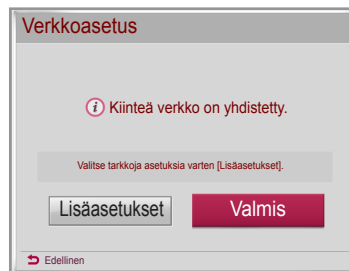 Verkkoasetus
Kiinteä verkko on yhdistetty.
Valitse tarkkoja asetuksia varten [Lisäasetukset].
Lisäasetukset
Valmis
Edellinen